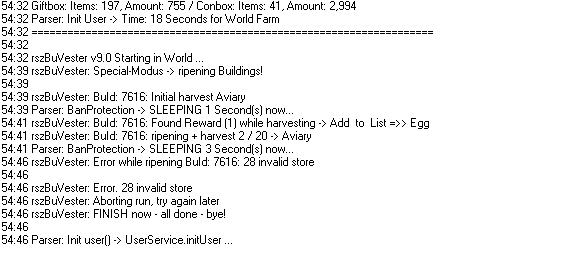 54:32 Giftbox: Items: 197, Amount: 755 / Conbox: Items: 41, Amount: 2,994
54:32 Parser: Init User -> Time: 18 Seconds for World Farm
54:32 ==================================================================
54:32
54:32 rszBuVester v9.0 Starting in World ...
54:39 rszBuVester: Special-Modus -> ripening Buildings!
54:39
54:39 rszBuVester: Buld: 7616: Initial harvest Aviary
54:39 Parser: BanProtection -> SLEEPING 1 Second(s) now...
54:41 rszBuVester: Buld: 7616: Found Reward (1) while harvesting -> Add to List =>> Egg
54:41 rszBuVester: Buld: 7616: ripening + harvest 2 / 20 -> Aviary
54:41 Parser: BanProtection -> SLEEPING 3 Second(s) now...
54:46 rszBuVester: Error while ripening Buld: 7616: 28 invalid store
54:46
54:46 rszBuVester: Error. 28 invalid store
54:46 rszBuVester: Aborting run, try again later
54:46 rszBuVester: FINISH now - all done - bye!
54:46
54:46 Parser: Init user() -> UserService.initUser ...